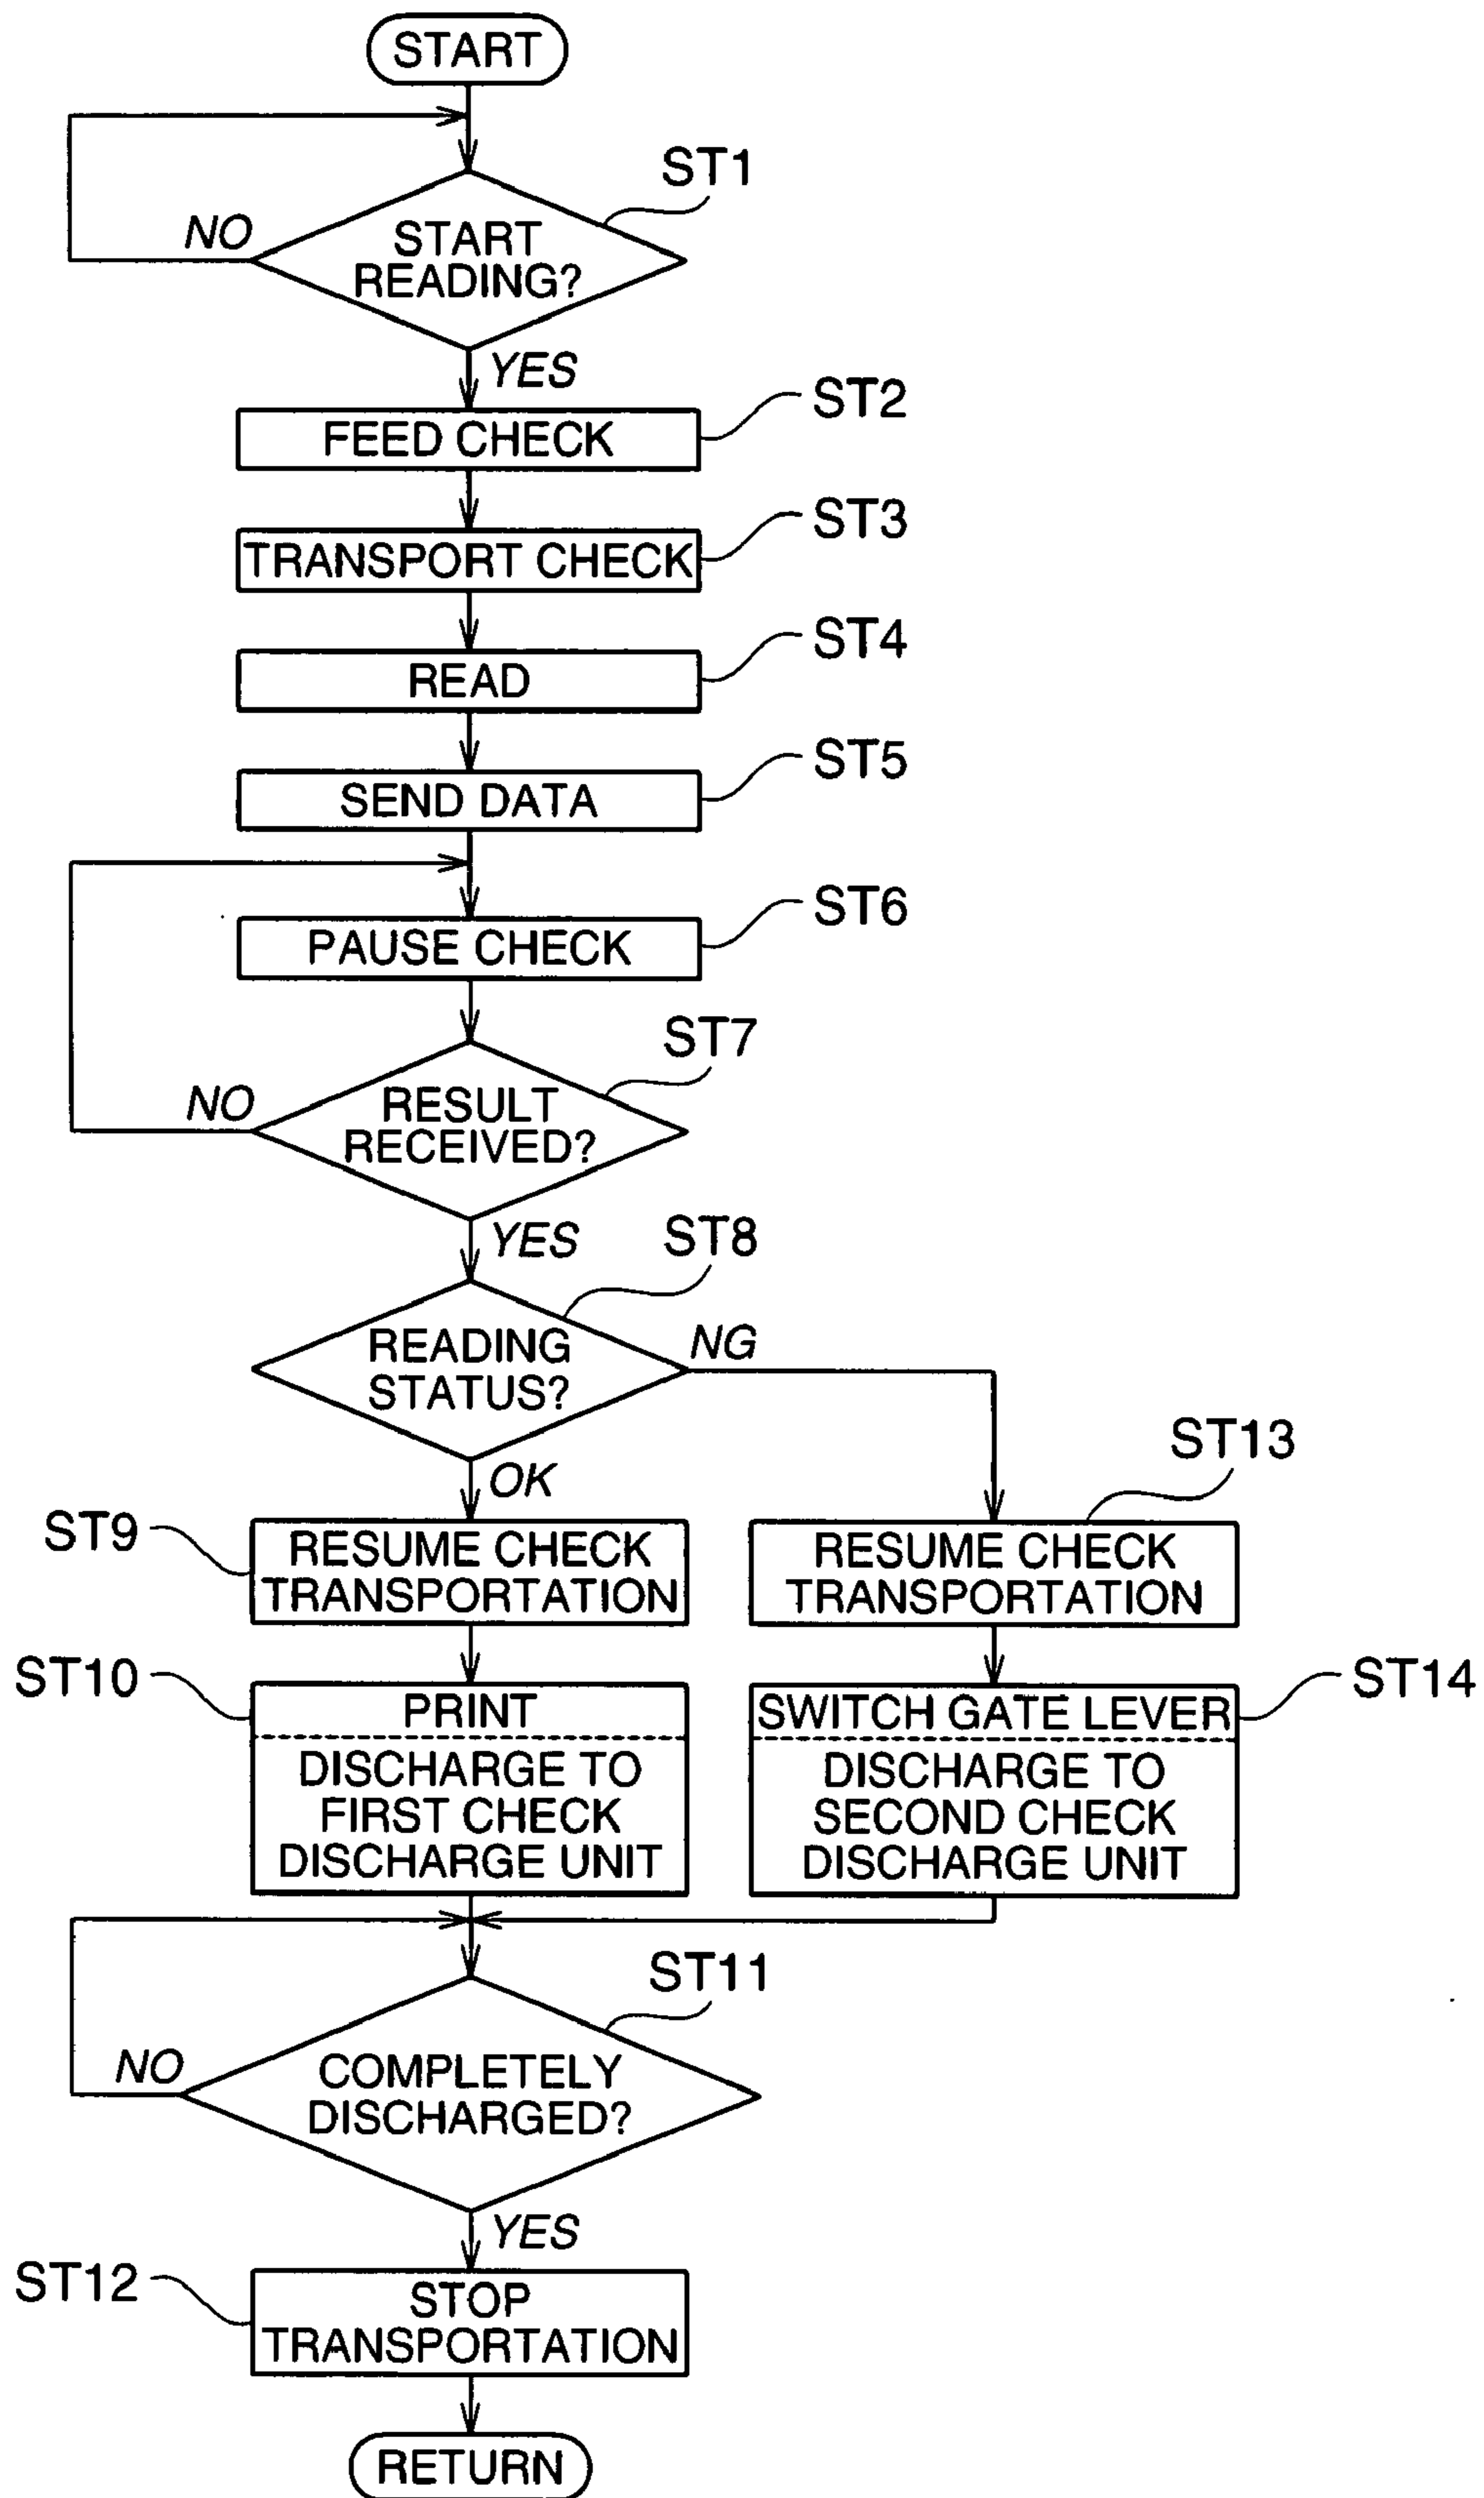 START
ST1
NO
START
READING?
YES
ST2
FEED CHECK
ST3
TRANSPORT CHECK
ST4
READ
ST5
SEND DATA
ST6
PAUSE CHECK
ST7
NO
RESULT
RECEIVED?
YES
ST8
READING
STATUS?
NG
OK
ST13
ST9
RESUME CHECK
TRANSPORTATION
RESUME CHECK
TRANSPORTATION
ST10
PRINT
DISCHARGE TO
FIRST CHECK
DISCHARGE UNIT
ST14
SWITCH GATE LEVER
DISCHARGE TO
SECOND CHECK
DISCHARGE UNIT
ST11
NO
COMPLETELY
DISCHARGED?
YES
ST12
STOP
TRANSPORTATION
RETURN